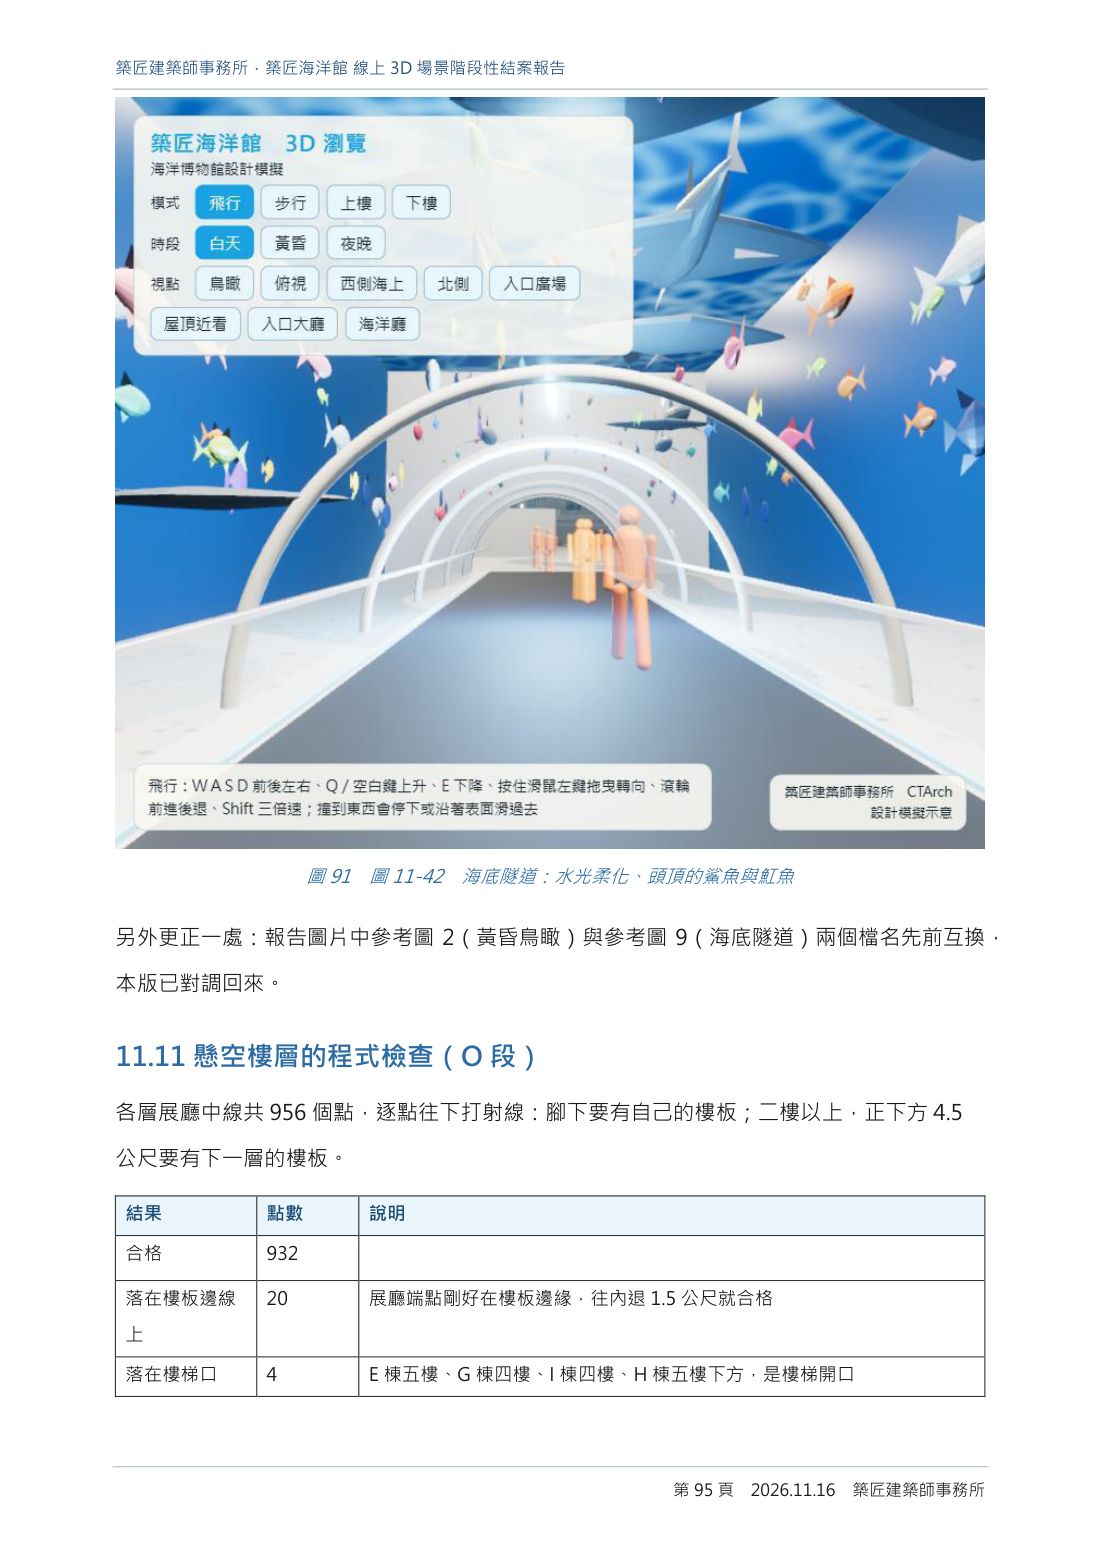 築匠建築師事務所．築匠海洋館 線上 3D 場景階段性結案報告
築匠海洋館　3D 瀏覽
海洋博物館設計模擬
模式 飛行 步行 上樓 下樓
時段 白天 黃昏 夜晚
視點 鳥瞰 俯視 西側海上 北側 入口廣場
屋頂近看 入口大廳 海洋廳
飛行：W A S D 前後左右、Q / 空白鍵上升、E 下降、按住滑鼠左鍵拖曳轉向、滾輪
前進後退、Shift 三倍速；撞到東西會停下或沿著表面滑過去
築匠建築師事務所　CTArch
設計模擬示意
圖 91　圖 11-42　海底隧道：水光柔化、頭頂的鯊魚與魟魚
另外更正一處：報告圖片中參考圖 2（黃昏鳥瞰）與參考圖 9（海底隧道）兩個檔名先前互換，
本版已對調回來。
11.11 懸空樓層的程式檢查（O 段）
各層展廳中線共 956 個點，逐點往下打射線：腳下要有自己的樓板；二樓以上，正下方 4.5
公尺要有下一層的樓板。
結果 點數 說明
合格 932
落在樓板邊線 20 展廳端點剛好在樓板邊緣，往內退 1.5 公尺就合格
上
落在樓梯口 4 E 棟五樓、G 棟四樓、I 棟四樓、H 棟五樓下方，是樓梯開口
第 95 頁　2026.11.16　築匠建築師事務所